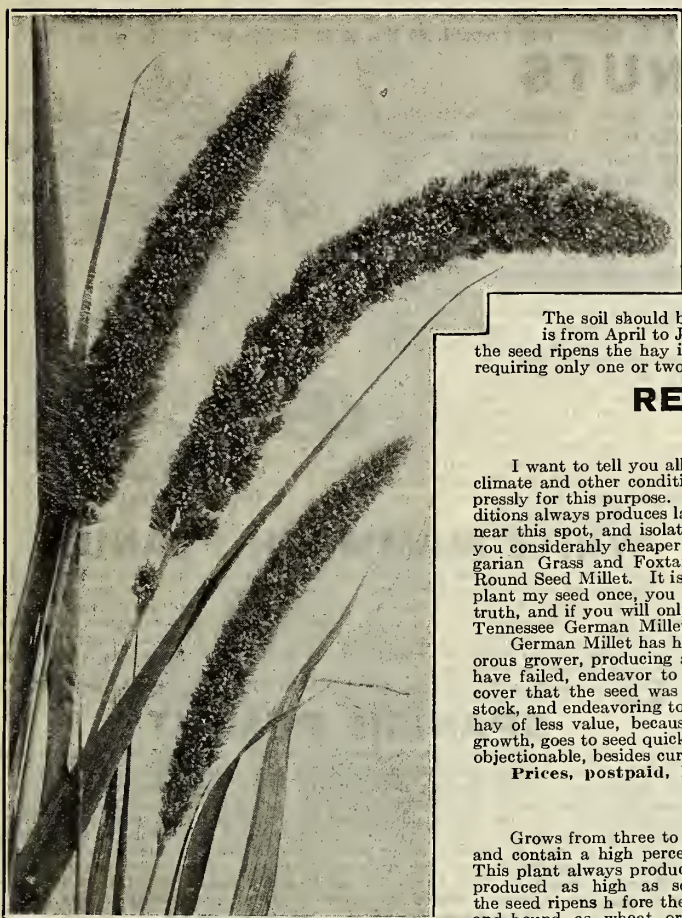 The soil should b
is from April to J
the seed ripens the hay i
requiring only one or two
RE
I want to tell you all
climate and other conditi
pressly for this purpose.
ditions always produces la
near this spot, and isolat
you considerahly cheaper
garian Grass and Foxta
Round Seed Millet. It is
plant my seed once, you
truth, and if you will onl
Tennessee German Mille
German Millet has h
orous grower, producing a
have failed, endeavor to
cover that the seed was
stock, and endeavoring to
hay of less value, becaus
growth, goes to seed quick
objectionable, besides cur
Prices, postpaid,
Grows from three to
and contain a high perce
This plant always produc
produced as high as se
the seed ripens h fore the
and bound as wheat or